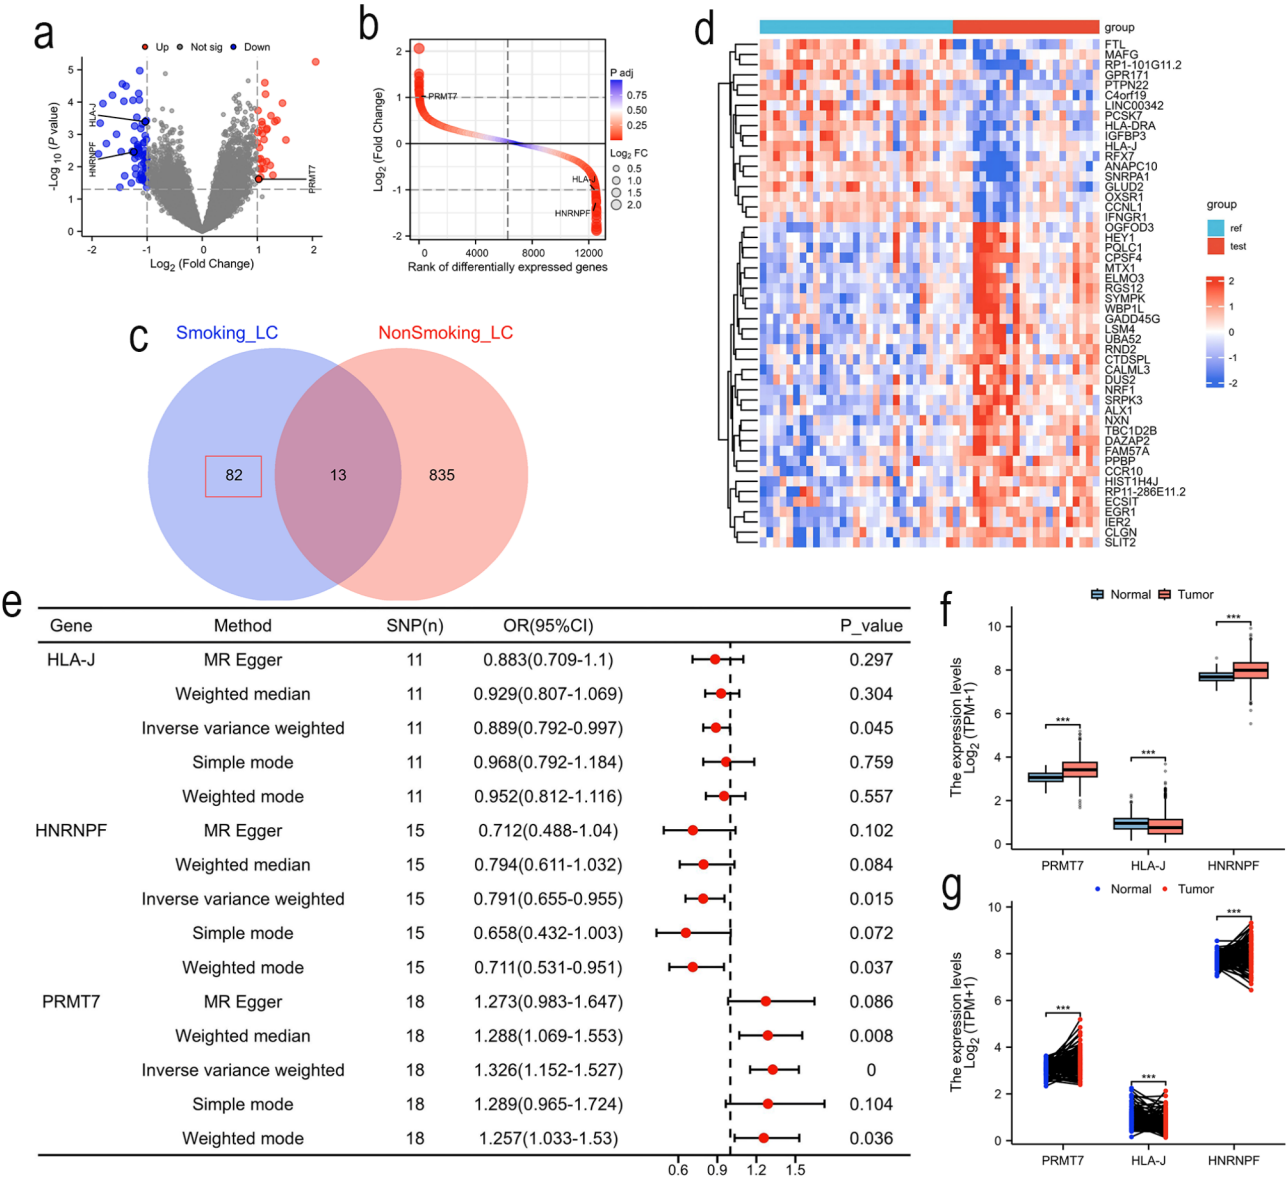 a
Up Not sig Down
-Log10 (P value)
5
4
3
2
1
0
HLA-J
HNRNPF
PRMT7
-2 -1 0 1 2
Log2 (Fold Change)
b
Log2 (Fold Change)
2
1
0
-1
-2
PRMT7
HLA-J
HNRNPF
0 4000 8000 12000
Rank of differentially expressed genes
P adj
0.75
0.50
0.25
Log2 FC
0.5
1.0
1.5
2.0
c
Smoking_LC NonSmoking_LC
82 13 835
d
group
FTL
MAFG
RP1-101G11.2
GPR171
PTPN22
C4orf19
LINC00342
PCSK7
HLA-DRA
IGFBP3
HLA-J
RFX7
ANAPC10
SNRPA1
GLUD2
OXSR1
CCNL1
IFNGR1
OGFOD3
HEY1
PQLC1
CPSF4
MTX1
ELMO3
RGS12
SYMPK
WBP1L
GADD45G
LSM4
UBA52
RND2
CTDSPL
CALML3
DUS2
NRF1
SRPK3
ALX1
NXN
TBC1D2B
DAZAP2
FAM57A
PPBP
CCR10
HIST1H4J
RP11-286E11.2
ECSIT
EGR1
IER2
CLGN
SLIT2
group
ref
test
2
1
0
-1
-2
e
Gene Method SNP(n) OR(95%CI) P_value
HLA-J MR Egger 11 0.883(0.709-1.1) 0.297
Weighted median 11 0.929(0.807-1.069) 0.304
Inverse variance weighted 11 0.889(0.792-0.997) 0.045
Simple mode 11 0.968(0.792-1.184) 0.759
Weighted mode 11 0.952(0.812-1.116) 0.557
HNRNPF MR Egger 15 0.712(0.488-1.04) 0.102
Weighted median 15 0.794(0.611-1.032) 0.084
Inverse variance weighted 15 0.791(0.655-0.955) 0.015
Simple mode 15 0.658(0.432-1.003) 0.072
Weighted mode 15 0.711(0.531-0.951) 0.037
PRMT7 MR Egger 18 1.273(0.983-1.647) 0.086
Weighted median 18 1.288(1.069-1.553) 0.008
Inverse variance weighted 18 1.326(1.152-1.527) 0
Simple mode 18 1.289(0.965-1.724) 0.104
Weighted mode 18 1.257(1.033-1.53) 0.036
0.6 0.9 1.2 1.5
f
Normal Tumor
The expression levels
Log2 (TPM+1)
10
8
6
4
2
0
*** *** ***
PRMT7 HLA-J HNRNPF
g
Normal Tumor
The expression levels
Log2 (TPM+1)
10
8
6
4
2
0
*** *** ***
PRMT7 HLA-J HNRNPF